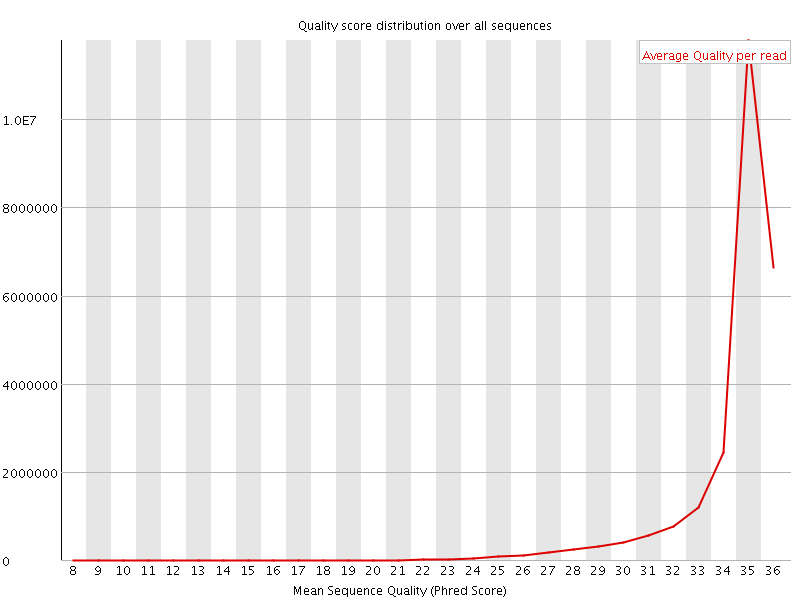 Quality score distribution over all sequences
Average Quality per read
1.0E7
8000000
6000000
4000000
2000000
0
8 9 10 11 12 13 14 15 16 17 18 19 20 21 22 23 24 25 26 27 28 29 30 31 32 33 34 35 36
Mean Sequence Quality (Phred Score)